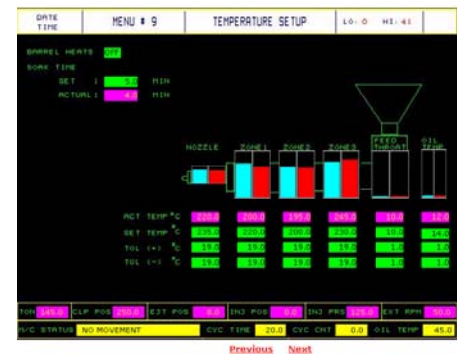 DATE TIME MENU # 9 TEMPERATURE SETUP LO: 0 HI: 41
BARREL HEATS OFF
SOAK TIME
SET : 5.0 MIN
ACTUAL : 4.0 MIN
NOZZLE ZONE1 ZONE2 ZONE3 FEED THROAT OIL TEMP
ACT TEMP °C 220.0 200.0 195.0 245.0 10.0 12.0
SET TEMP °C 235.0 220.0 200.0 230.0 10.0 14.0
TOL (+) °C 19.0 19.0 19.0 19.0 1.0 1.0
TOL (-) °C 19.0 19.0 19.0 19.0 1.0 1.0
TON 145.0 CLP POS 250.0 EJT POS 0.0 INJ POS 0.0 INJ PRS 125.0 EXT RPM 50.0
M/C STATUS NO MOVEMENT CYC TIME 20.0 CYC CNT 0.0 OIL TEMP 45.0
Previous Next